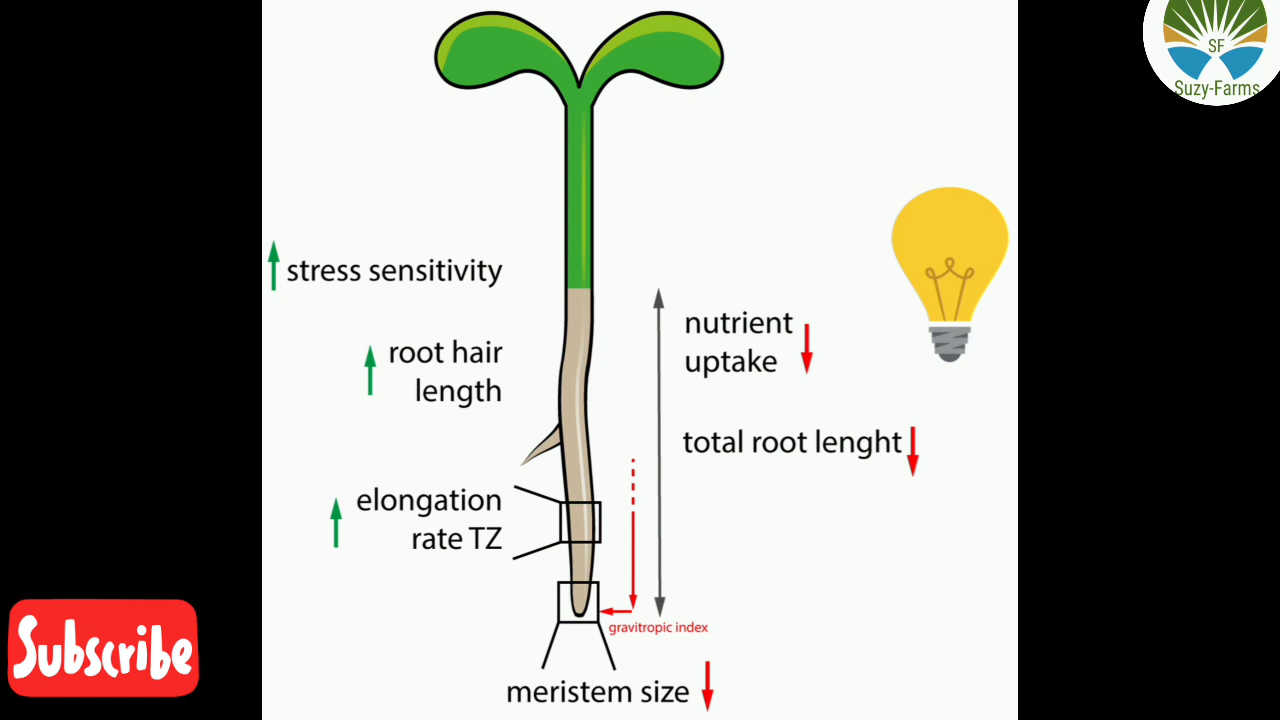 SF
Suzy-Farms
stress sensitivity
root hair
length
nutrient
uptake
total root lenght
elongation
rate TZ
gravitropic index
meristem size
Subscribe